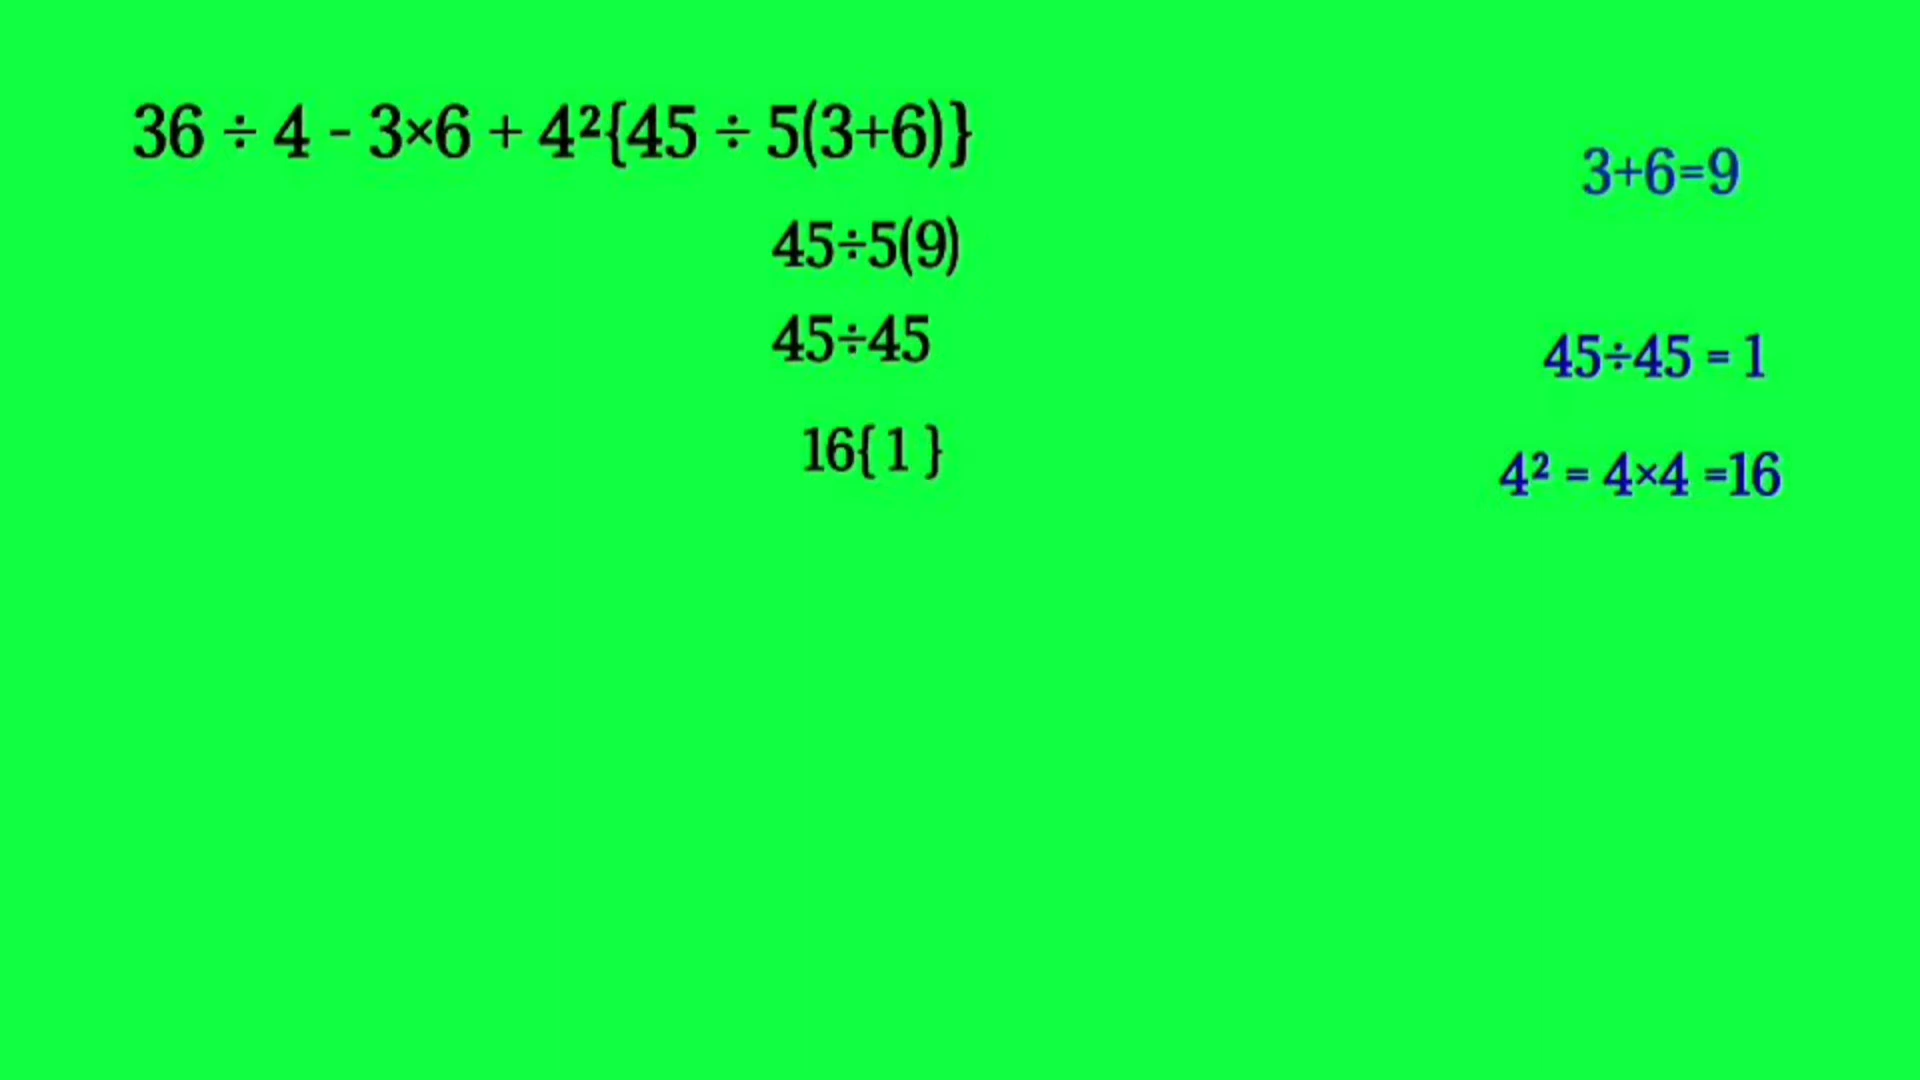 36 ÷ 4 - 3×6 + 4²{45 ÷ 5(3+6)}
3+6=9
45÷5(9)
45÷45
45÷45 = 1
16{ 1 }
4² = 4×4 =16